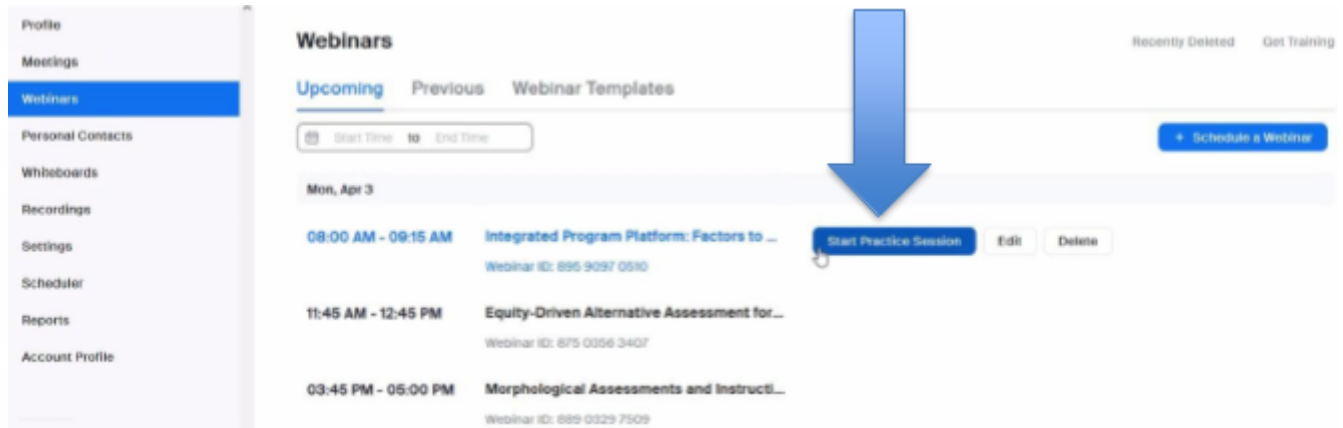 Profile
Meetings
Webinars
Personal Contacts
Whiteboards
Recordings
Settings
Scheduler
Reports
Account Profile
Webinars
Recently Deleted Get Training
Upcoming Previous Webinar Templates
Start Time to End Time
+ Schedule a Webinar
Mon, Apr 3
08:00 AM - 09:15 AM Integrated Program Platform: Factors to ... Start Practice Session Edit Delete
Webinar ID: 895 9097 0510
11:45 AM - 12:45 PM Equity-Driven Alternative Assessment for...
Webinar ID: 875 0356 3407
03:45 PM - 05:00 PM Morphological Assessments and Instructi...
Webinar ID: 889 0329 7509